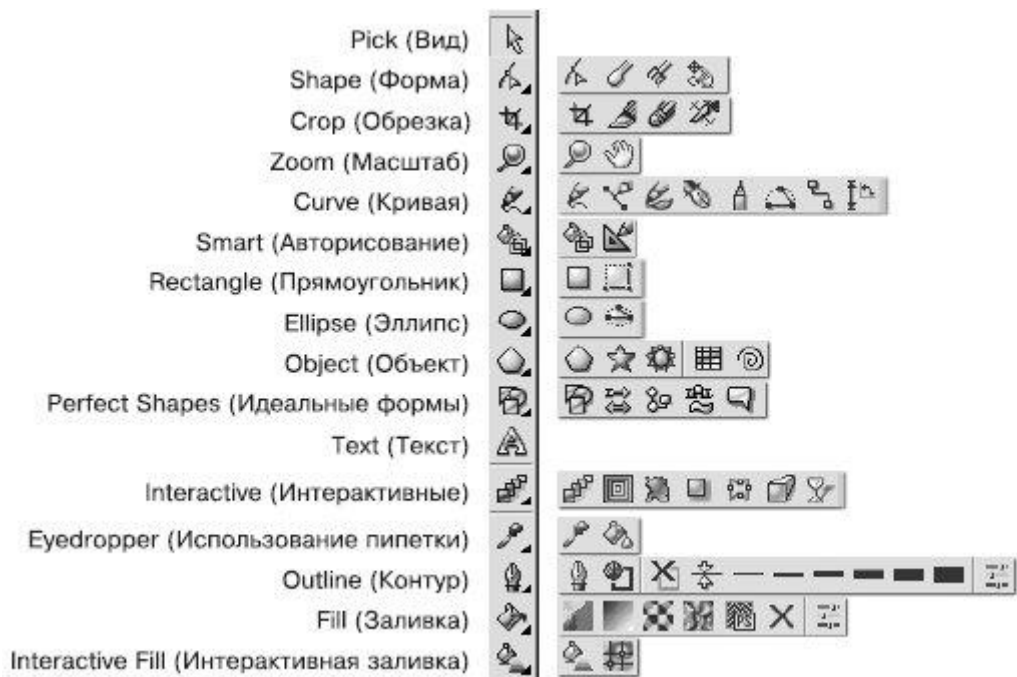 Pick (Вид)
Shape (Форма)
Crop (Обрезка)
Zoom (Масштаб)
Curve (Кривая)
Smart (Авторисование)
Rectangle (Прямоугольник)
Ellipse (Эллипс)
Object (Объект)
Perfect Shapes (Идеальные формы)
Text (Текст)
Interactive (Интерактивные)
Eyedropper (Использование пипетки)
Outline (Контур)
Fill (Заливка)
Interactive Fill (Интерактивная заливка)